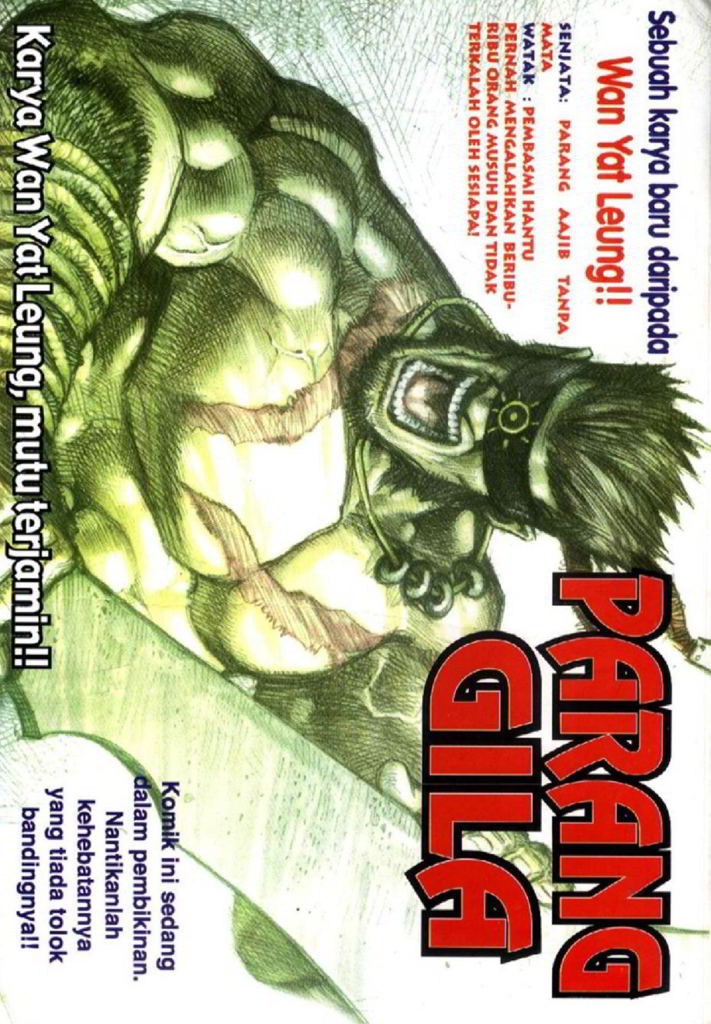 Sebuah karya baru daripada
Wan Yat Leung!!
SENJATA: PARANG AAJIB TANPA
MATA
WATAK : PEMBASMI HANTU
PERNAH MENGALAHKAN BERIBU-
RIBU ORANG MUSUH DAN TIDAK
TERKALAH OLEH SESIAPA!
PARANG
GILA
Komik ini sedang
dalam pembikinan.
Nantikanlah
kehebatannya
yang tiada tolok
bandingnya!!
Karya Wan Yat Leung, mutu terjamin!!